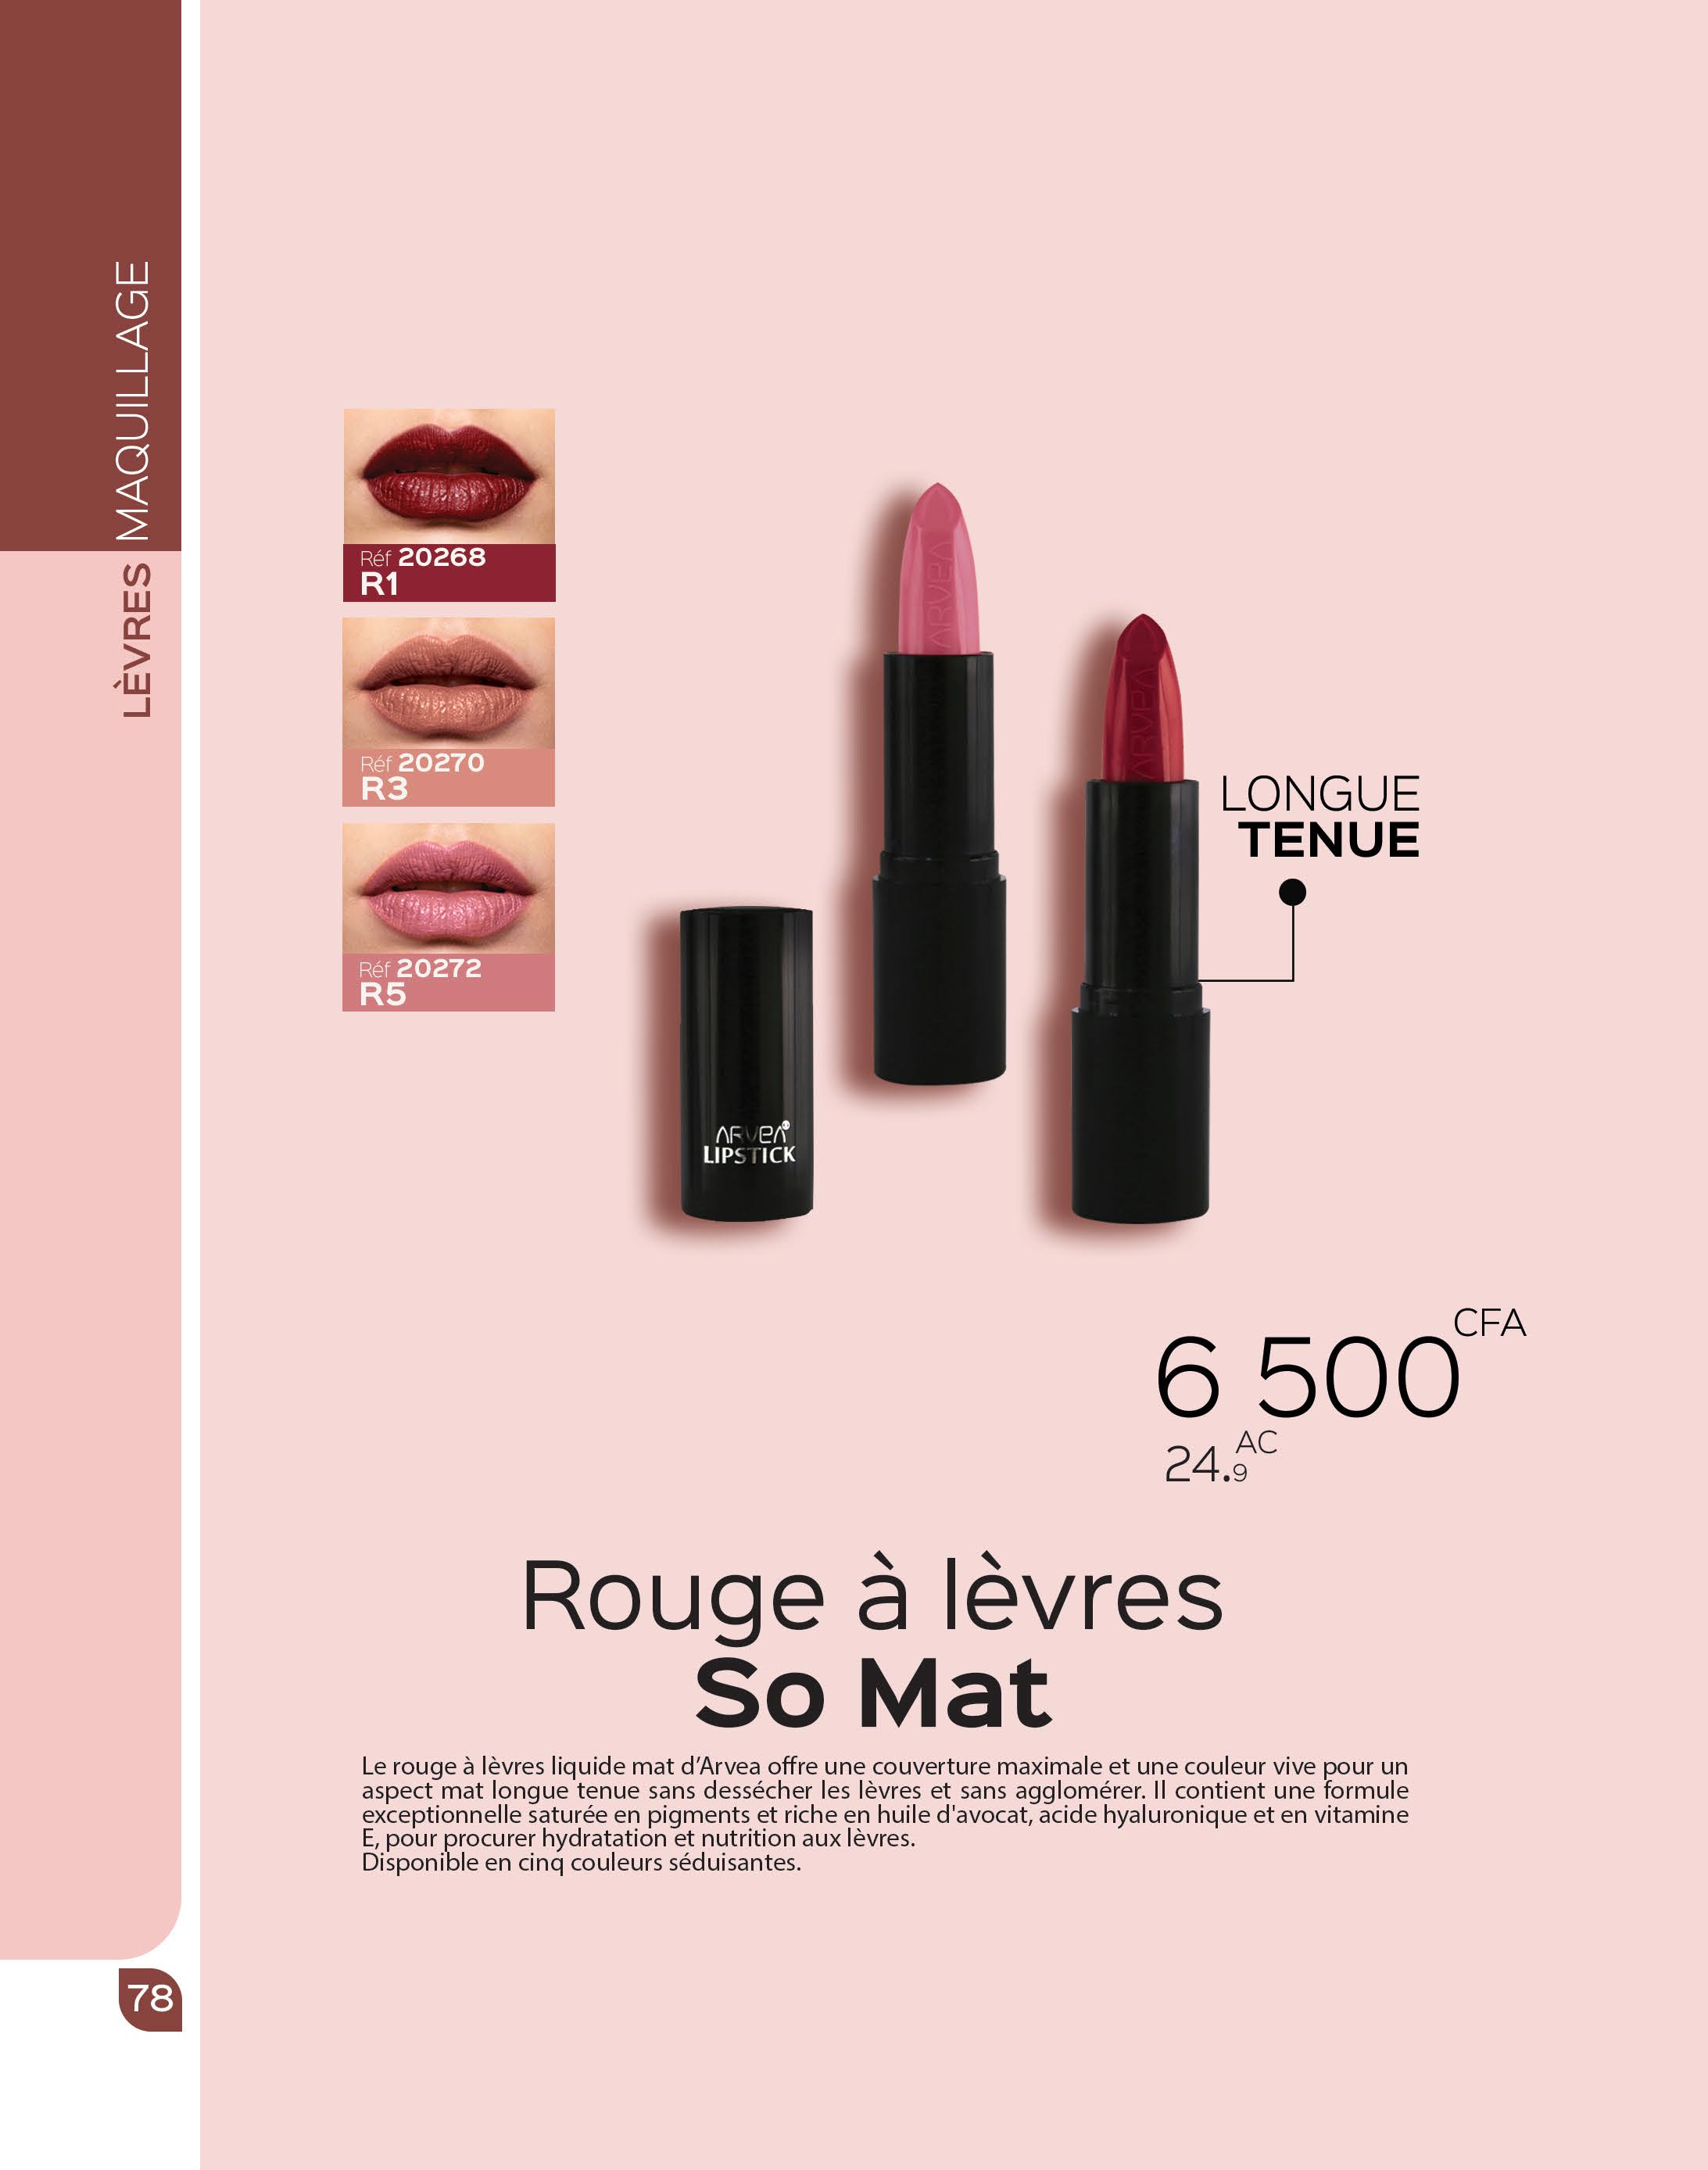 MAQUILLAGE
LÈVRES
Réf 20268
R1
Réf 20270
R3
Réf 20272
R5
ARVEA
ARVEA
LONGUE
TENUE
ARVEA
LIPSTICK
6 500 CFA
24.9 AC
Rouge à lèvres
So Mat
Le rouge à lèvres liquide mat d’Arvea offre une couverture maximale et une couleur vive pour un
aspect mat longue tenue sans dessécher les lèvres et sans agglomérer. Il contient une formule
exceptionnelle saturée en pigments et riche en huile d'avocat, acide hyaluronique et en vitamine
E, pour procurer hydratation et nutrition aux lèvres.
Disponible en cinq couleurs séduisantes.
78